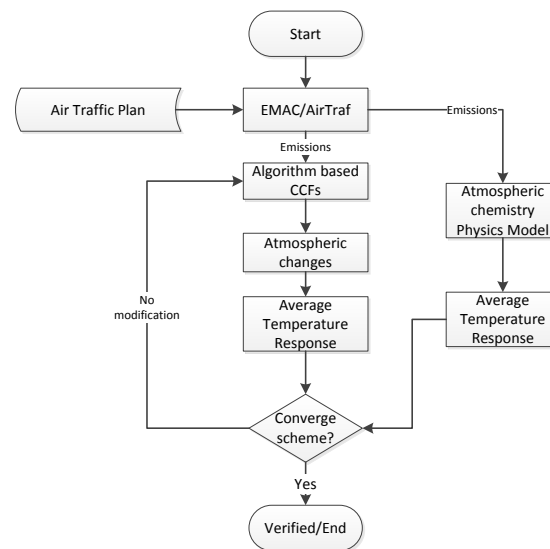 Start
Air Traffic Plan
EMAC/AirTraf
Emissions
Emissions
Algorithm based
CCFs
Atmospheric
chemistry
Physics Model
Atmospheric
changes
No
modification
Average
Temperature
Response
Average
Temperature
Response
Converge
scheme?
Yes
Verified/End